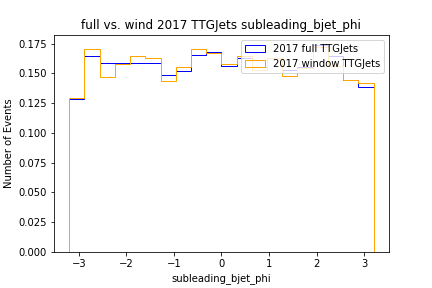 full vs. wind 2017 TTGJets subleading_bjet_phi
2017 full TTGJets
2017 window TTGJets
Number of Events
0.175
0.150
0.125
0.100
0.075
0.050
0.025
0.000
−3 −2 −1 0 1 2 3
subleading_bjet_phi